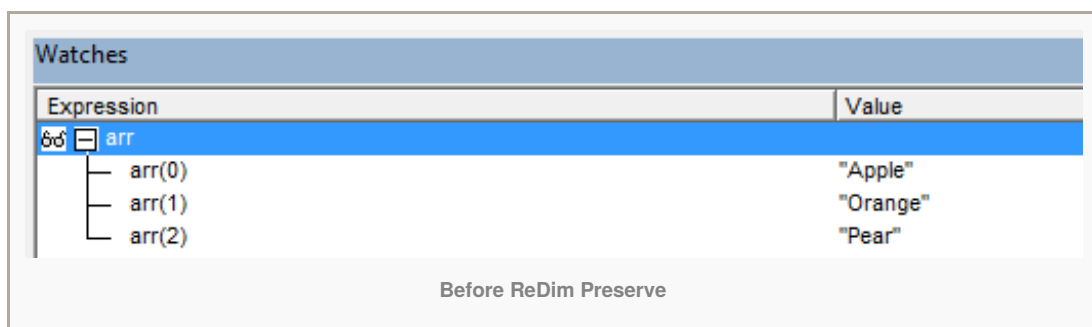 Watches
Expression Value
arr
arr(0) "Apple"
arr(1) "Orange"
arr(2) "Pear"
Before ReDim Preserve